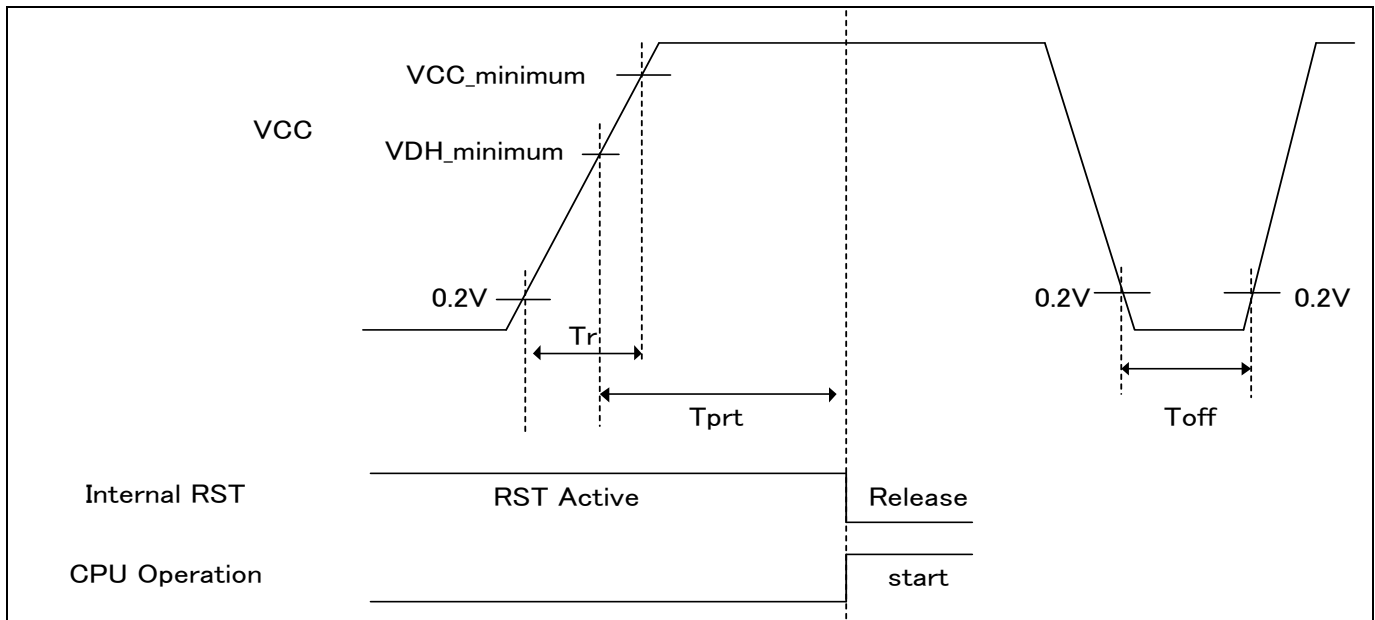 VCC_minimum
VCC
VDH_minimum
0.2V
0.2V
0.2V
Tr
Tprt
Toff
Internal RST
RST Active
Release
CPU Operation
start